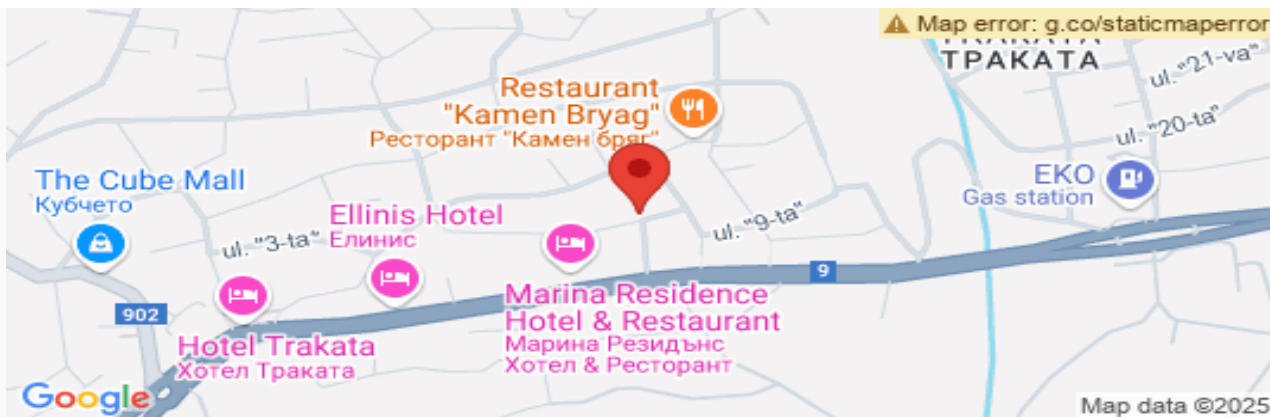 Map error: g.co/staticmaperror
ТРАКАТА
ul. "21-va"
ul. "20-ta"
Restaurant
"Kamen Bryag"
Ресторант "Камен бряг"
EKO
Gas station
The Cube Mall
Кубчето
Ellinis Hotel
Елинис
ul. "3-ta"
ul. "9-ta"
9
902
Marina Residence
Hotel & Restaurant
Марина Резидънс
Хотел & Ресторант
Hotel Trakata
Хотел Траката
Google
Map data ©2025